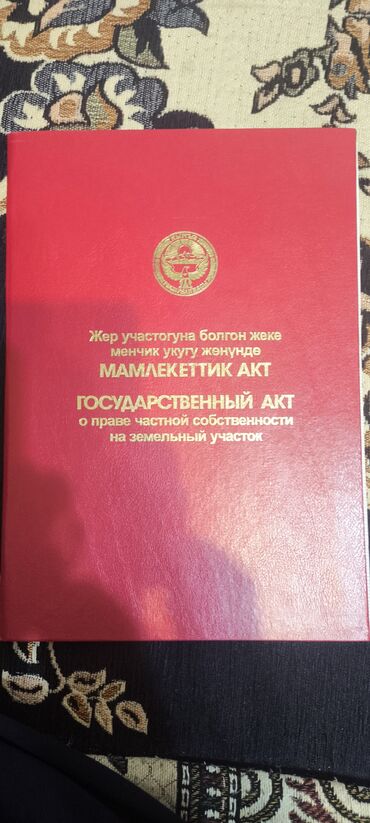 Жер участогуна болгон жеке
менчик укугу жөнүндө
МАМЛЕКЕТТИК АКТ
ГОСУДАРСТВЕННЫЙ АКТ
о праве частной собственности
на земельный участок